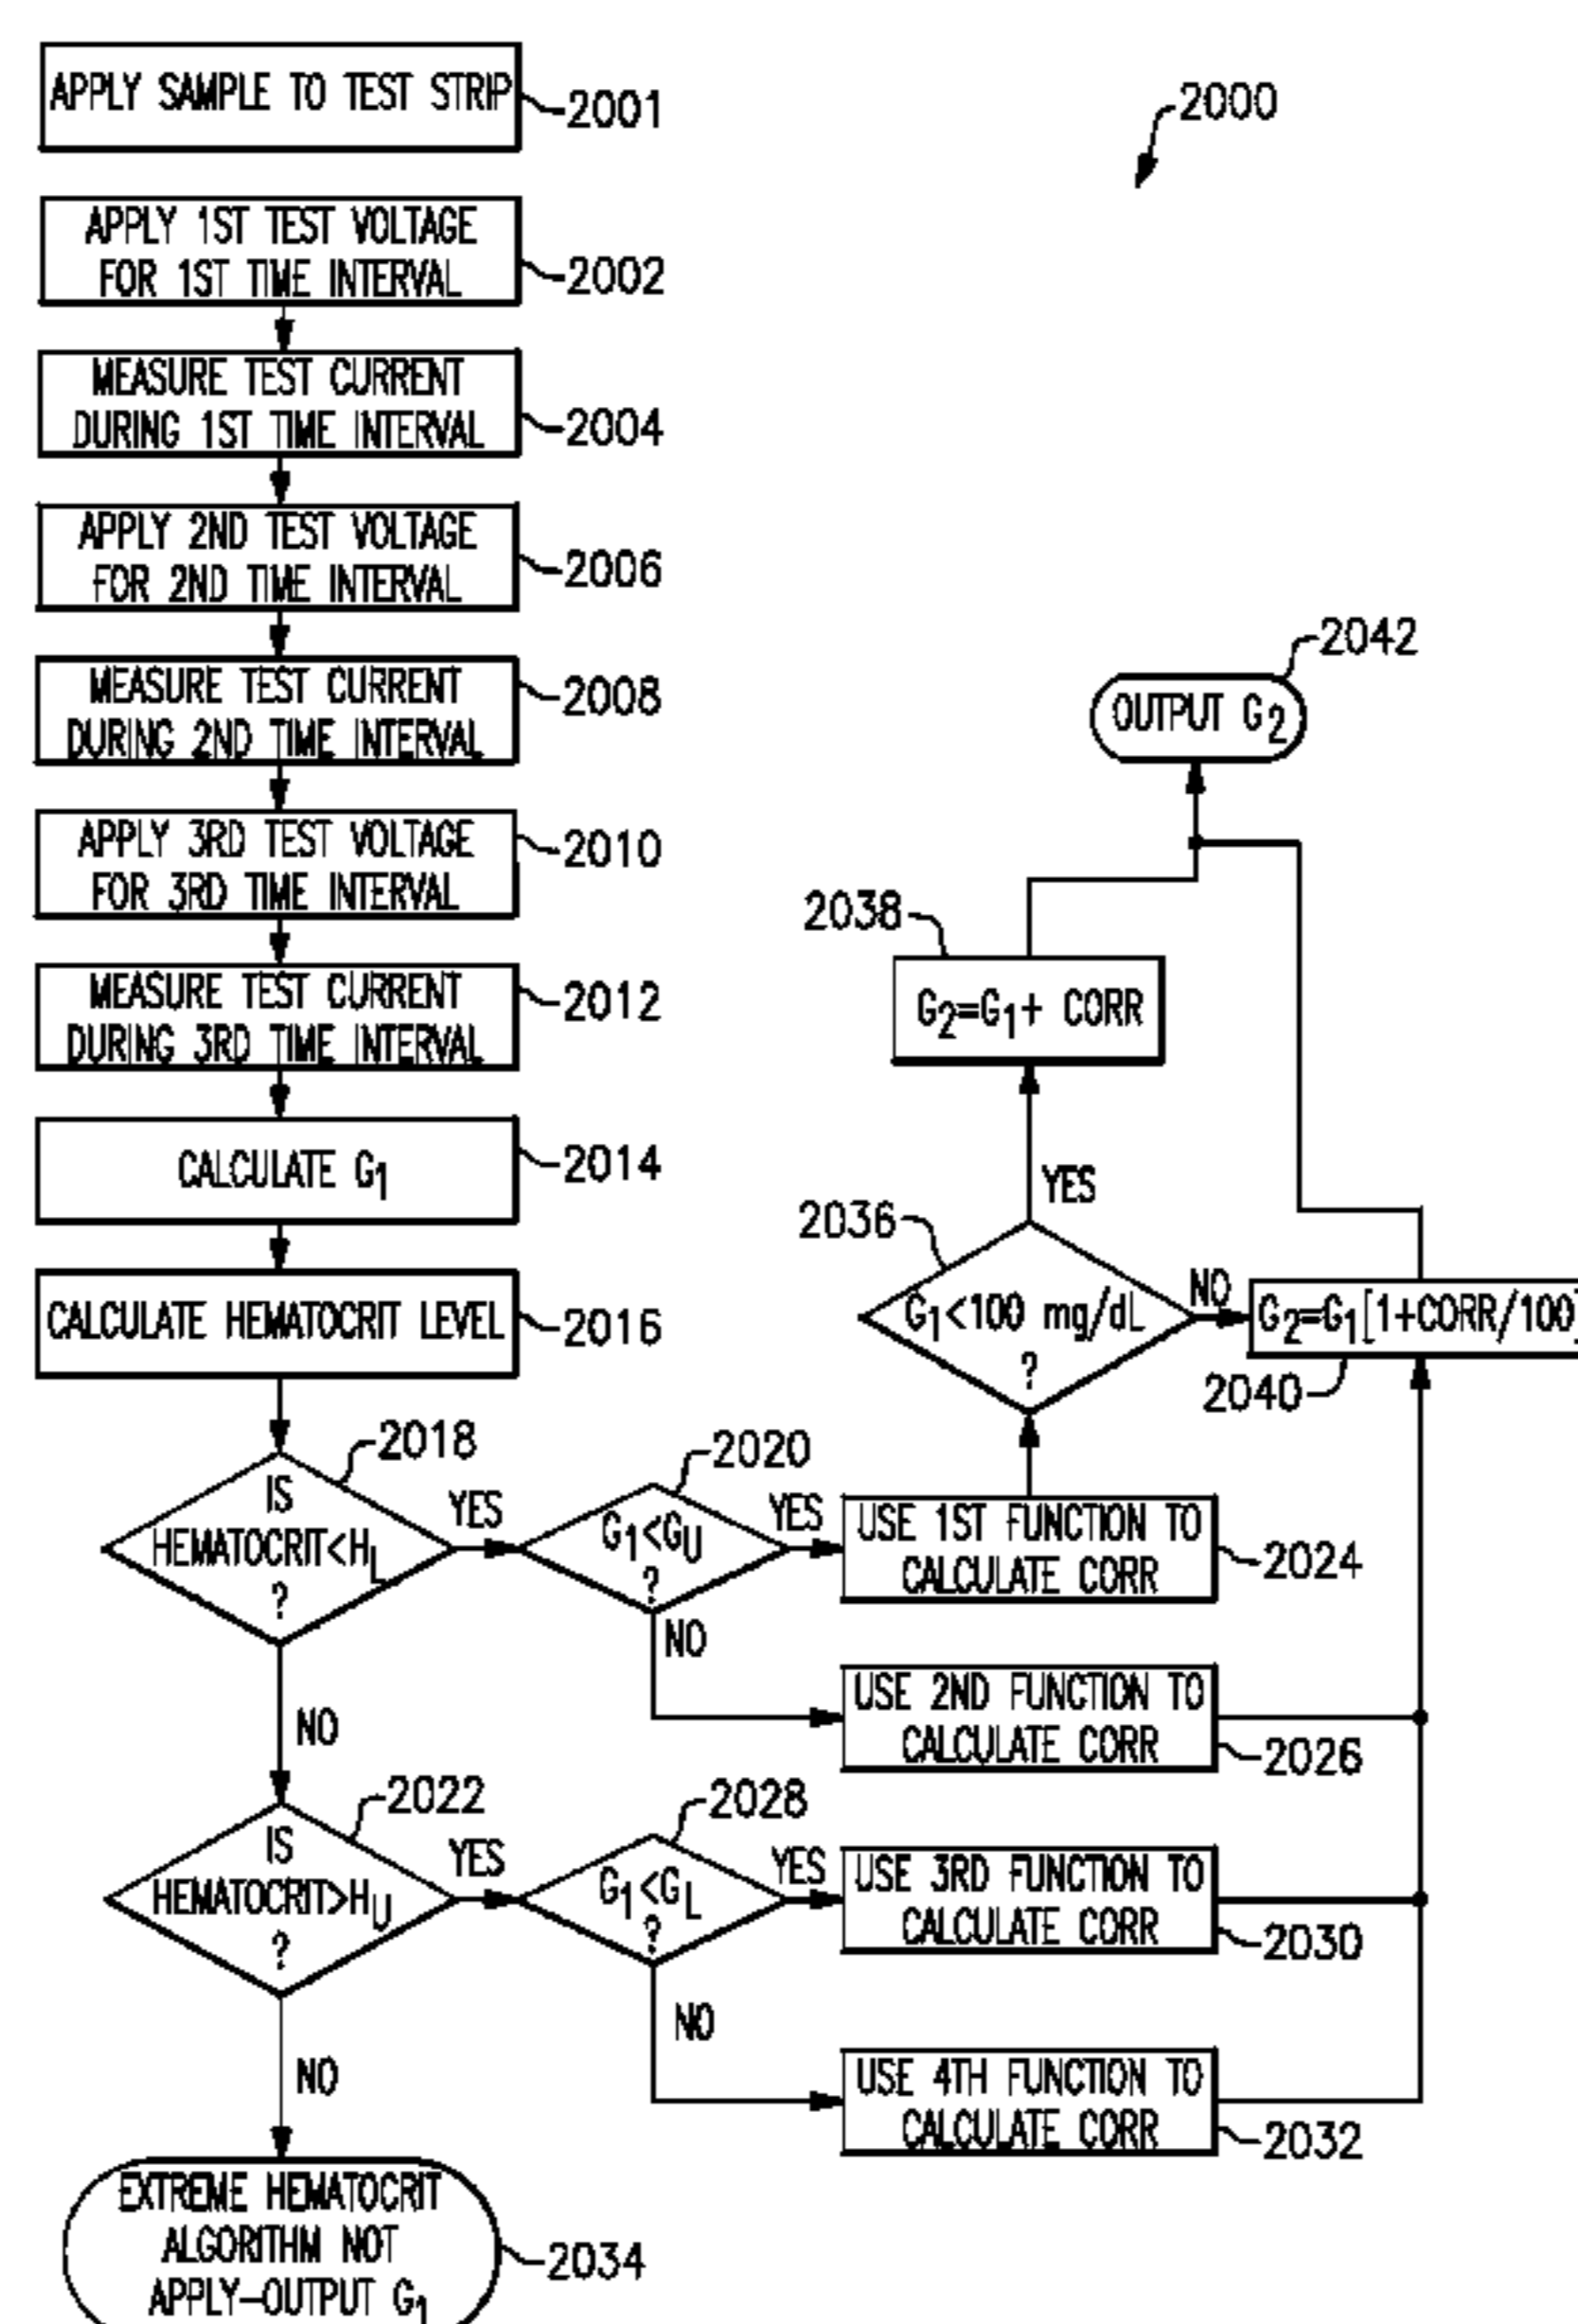 APPLY SAMPLE TO TEST STRIP
2001
2000
APPLY 1ST TEST VOLTAGE
FOR 1ST TIME INTERVAL
2002
MEASURE TEST CURRENT
DURING 1ST TIME INTERVAL
2004
APPLY 2ND TEST VOLTAGE
FOR 2ND TIME INTERVAL
2006
MEASURE TEST CURRENT
DURING 2ND TIME INTERVAL
2008
APPLY 3RD TEST VOLTAGE
FOR 3RD TIME INTERVAL
2010
MEASURE TEST CURRENT
DURING 3RD TIME INTERVAL
2012
CALCULATE G1
2014
CALCULATE HEMATOCRIT LEVEL
2016
2018
IS
HEMATOCRIT<HL
?
YES
NO
2020
G1<GU
?
YES
NO
USE 1ST FUNCTION TO
CALCULATE CORR
2024
USE 2ND FUNCTION TO
CALCULATE CORR
2026
2022
IS
HEMATOCRIT>HU
?
YES
NO
2028
G1<GL
?
YES
NO
USE 3RD FUNCTION TO
CALCULATE CORR
2030
USE 4TH FUNCTION TO
CALCULATE CORR
2032
EXTREME HEMATOCRIT
ALGORITHM NOT
APPLY-OUTPUT G1
2034
2036
G1<100 mg/dL
?
YES
NO
2038
G2=G1+ CORR
G2=G1[1+CORR/100]
2040
2042
OUTPUT G2